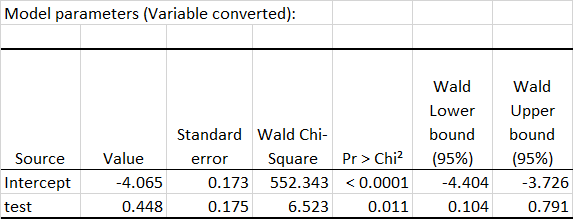 Model parameters (Variable converted):
Source Value Standard error Wald Chi-Square Pr > Chi² Wald Lower bound (95%) Wald Upper bound (95%)
Intercept -4.065 0.173 552.343 < 0.0001 -4.404 -3.726
test 0.448 0.175 6.523 0.011 0.104 0.791